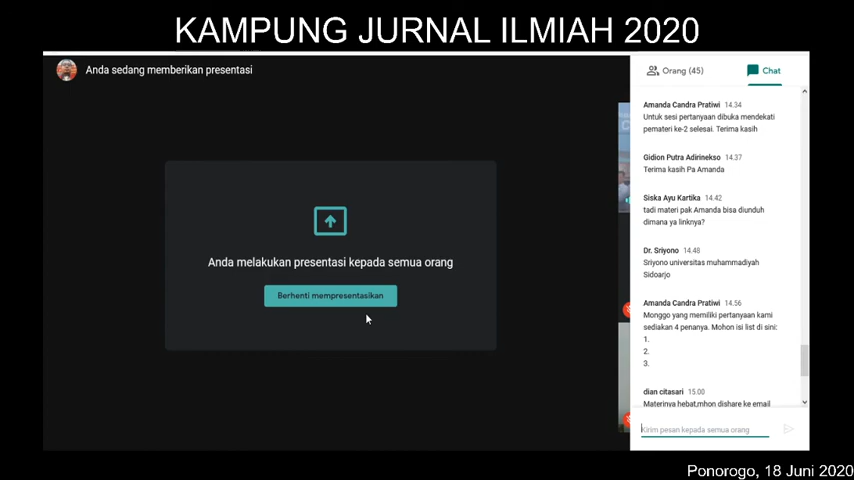 KAMPUNG JURNAL ILMIAH 2020
Anda sedang memberikan presentasi
Anda melakukan presentasi kepada semua orang
Berhenti mempresentasikan
Orang (45)
Chat
Amanda Candra Pratiwi 14.34
Untuk sesi pertanyaan dibuka mendekati
pemateri ke-2 selesai. Terima kasih
Gidion Putra Adirinekso 14.37
Terima kasih Pa Amanda
Siska Ayu Kartika 14.42
tadi materi pak Amanda bisa diunduh
dimana ya linknya?
Dr. Sriyono 14.48
Sriyono universitas muhammadiyah
Sidoarjo
Amanda Candra Pratiwi 14.56
Monggo yang memiliki pertanyaan kami
sediakan 4 penanya. Mohon isi list di sini:
1.
2.
3.
dian citasari 15.00
Materinya hebat,mhon dishare ke email
Kirim pesan kepada semua orang
Ponorogo, 18 Juni 2020